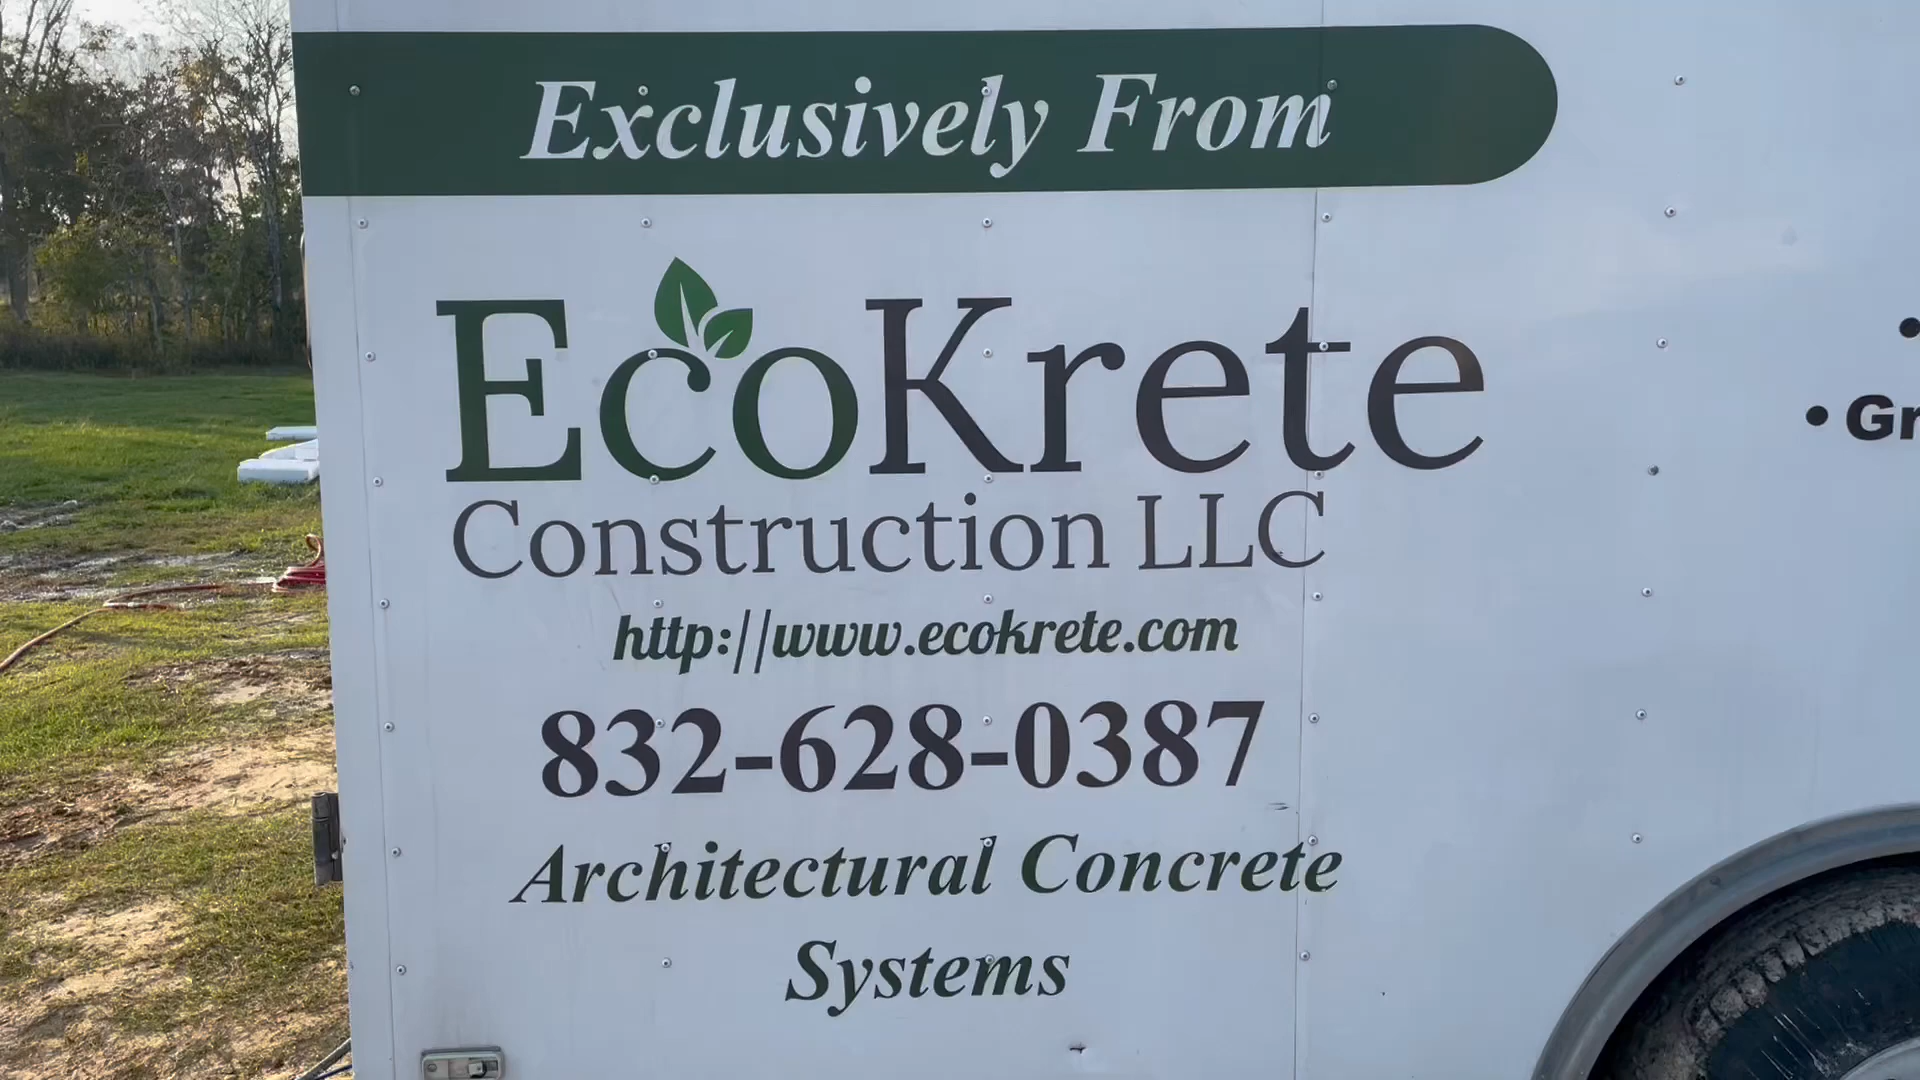 Exclusively From
EcoKrete
Construction LLC
http://www.ecokrete.com
832-628-0387
Architectural Concrete
Systems